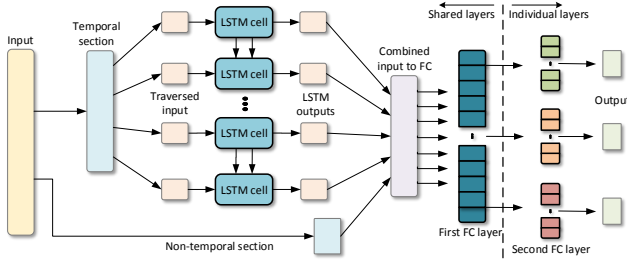 Shared layers
Individual layers
Temporal
section
LSTM cell
Input
Combined
input to FC
LSTM cell
Traversed
input
LSTM
outputs
Output
LSTM cell
LSTM cell
First FC layer
Non-temporal section
Second FC layer